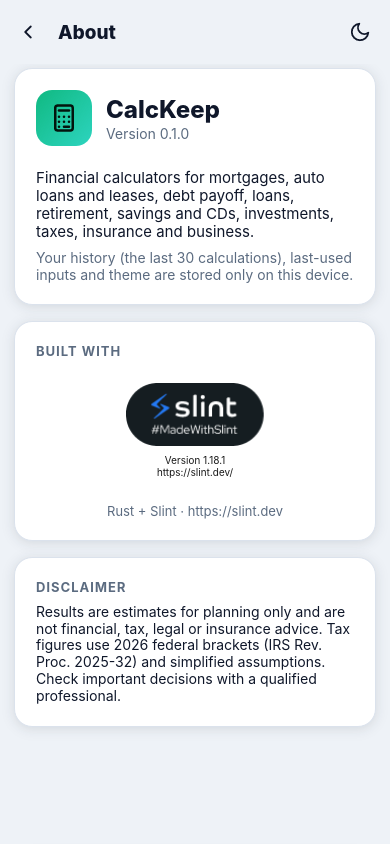 About
CalcKeep
Version 0.1.0
Financial calculators for mortgages, auto
loans and leases, debt payoff, loans,
retirement, savings and CDs, investments,
taxes, insurance and business.
Your history (the last 30 calculations), last-used
inputs and theme are stored only on this device.
BUILT WITH
slint
#MadeWithSlint
Version 1.18.1
https://slint.dev/
Rust + Slint · https://slint.dev
DISCLAIMER
Results are estimates for planning only and are
not financial, tax, legal or insurance advice. Tax
figures use 2026 federal brackets (IRS Rev.
Proc. 2025-32) and simplified assumptions.
Check important decisions with a qualified
professional.